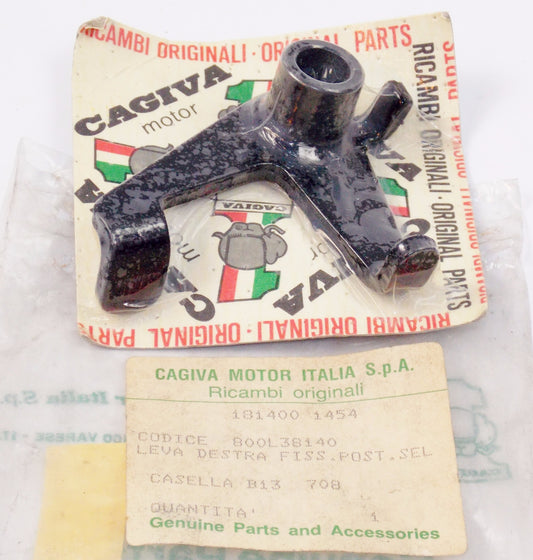 RICAMBI ORIGINALI · ORIGINAL PARTS
CAGIVA
motor
RICAMBI ORIGINALI · ORIGINAL PARTS
CAGIVA
CAGIVA
motor
RICAMBI ORIGINALI · ORIGINAL PARTS
CAGIVA MOTOR ITALIA S.p.A.
Ricambi originali
181400 1454
CODICE 800L38140
LEVA DESTRA FISS.POST.SEL
CASELLA B13 708
QUANTITA' 1
Genuine Parts and Accessories